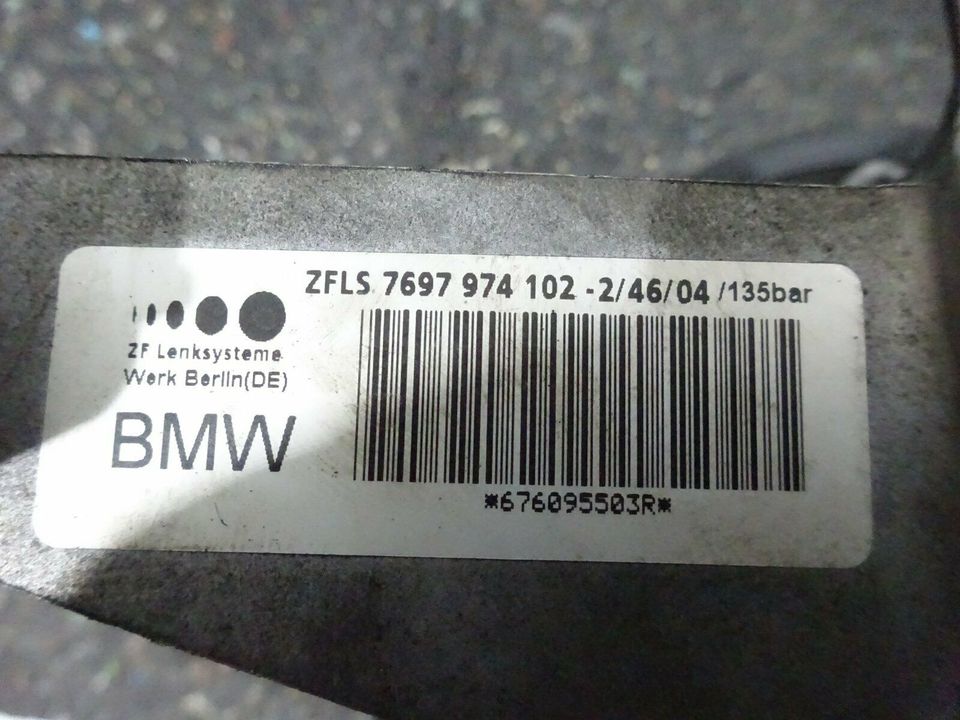 ZFLS 7697 974 102 -2/46/04 /135bar
ZF Lenksysteme
Werk Berlin(DE)
BMW
*676095503R*